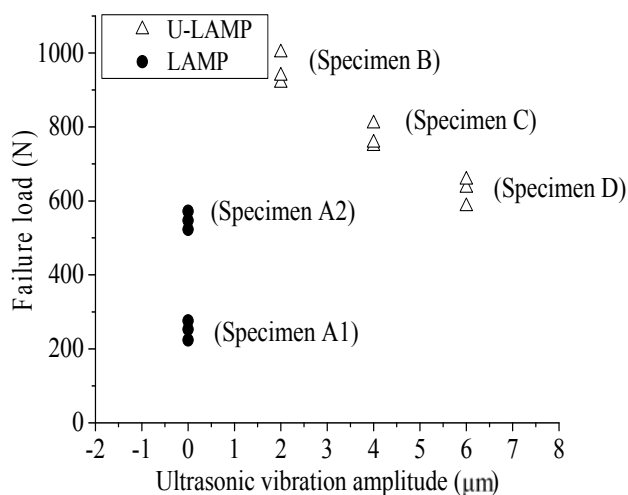 U-LAMP
LAMP
1000
800
600
400
200
0
Failure load (N)
(Specimen B)
(Specimen C)
(Specimen D)
(Specimen A2)
(Specimen A1)
-2 -1 0 1 2 3 4 5 6 7 8
Ultrasonic vibration amplitude (μm)